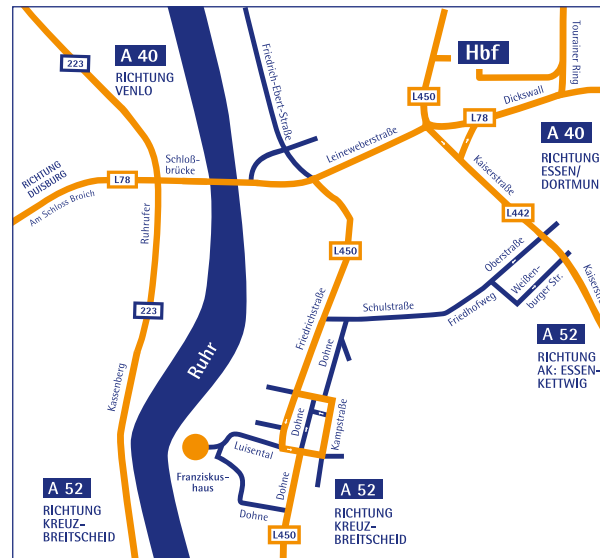 223
A 40
RICHTUNG
VENLO
Friedrich-Ebert-Straße
Hbf
Tourainer
Ring
L450
Dickswall
L78
A 40
RICHTUNG
ESSEN/
DORTMUN
RICHTUNG
DUISBURG
L78
Am Schloss Broich
Schloß-
brücke
Leineweberstraße
Kaiserstraße
L442
Ruhrufer
L450
Oberstraße
Weißen-
burger Str.
Kaiserstr
223
Ruhr
Friedrichstraße
Schulstraße
Friedhofweg
Dohne
A 52
RICHTUNG
AK: ESSEN-
KETTWIG
Kassenberg
Dohne
Kampstraße
Luisental
Franziskus-
haus
Dohne
Dohne
A 52
RICHTUNG
KREUZ-
BREITSCHEID
A 52
RICHTUNG
KREUZ-
BREITSCHEID
L450